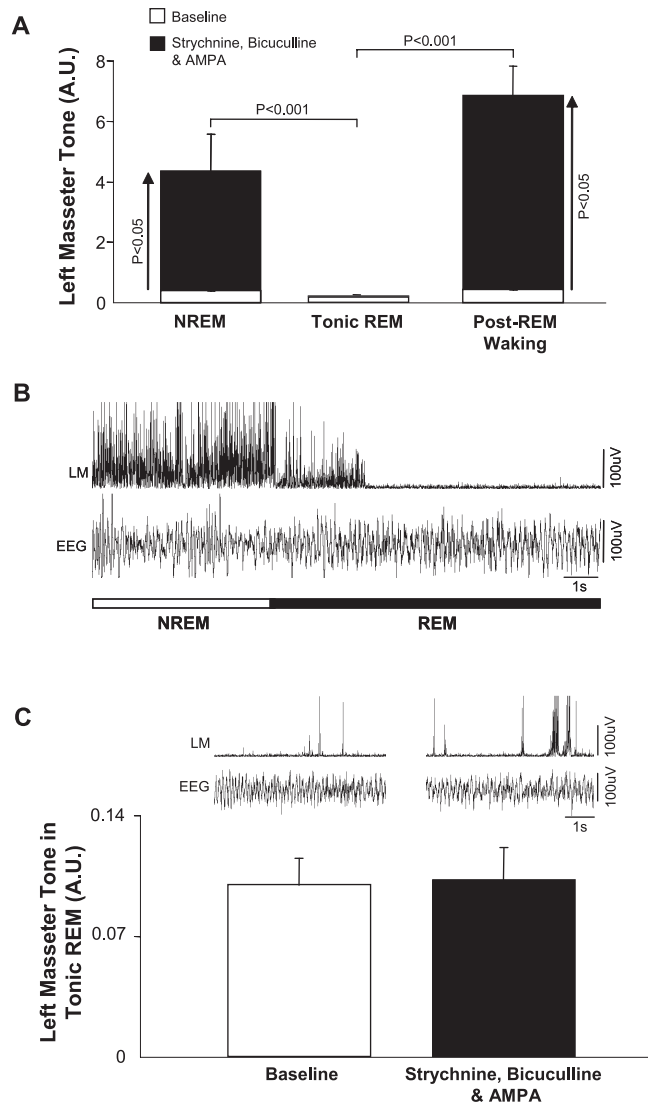 A
Baseline
Strychnine, Bicuculline
& AMPA
P<0.001
P<0.001
Left Masseter Tone (A.U.)
8
6
4
2
0
P<0.05
P<0.05
NREM
Tonic REM
Post-REM
Waking
B
LM
100uV
EEG
100uV
1s
NREM
REM
C
LM
100uV
EEG
100uV
1s
Left Masseter Tone in
Tonic REM (A.U.)
0.14
0.07
0
Baseline
Strychnine, Bicuculline
& AMPA